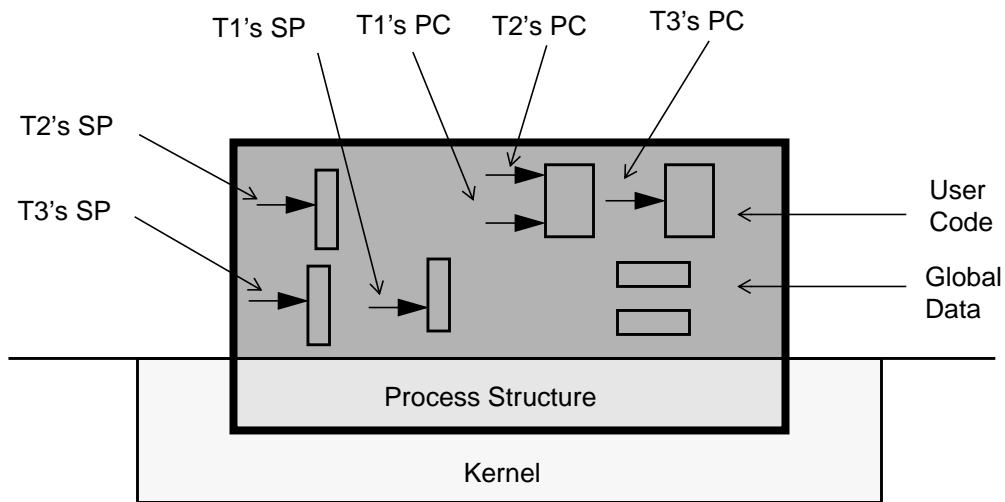 T1’s SP
T1’s PC
T2’s PC
T3’s PC
T2’s SP
T3’s SP
User
Code
Global
Data
Process Structure
Kernel